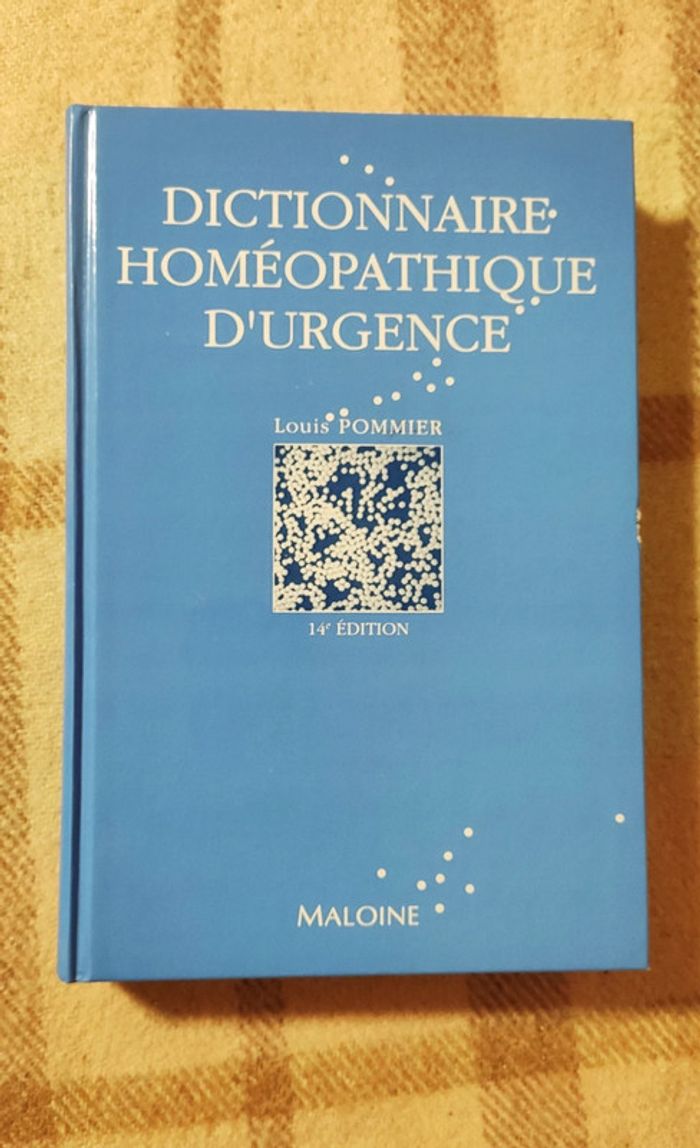 DICTIONNAIRE
HOMÉOPATHIQUE
D'URGENCE
Louis POMMIER
14e ÉDITION
MALOINE